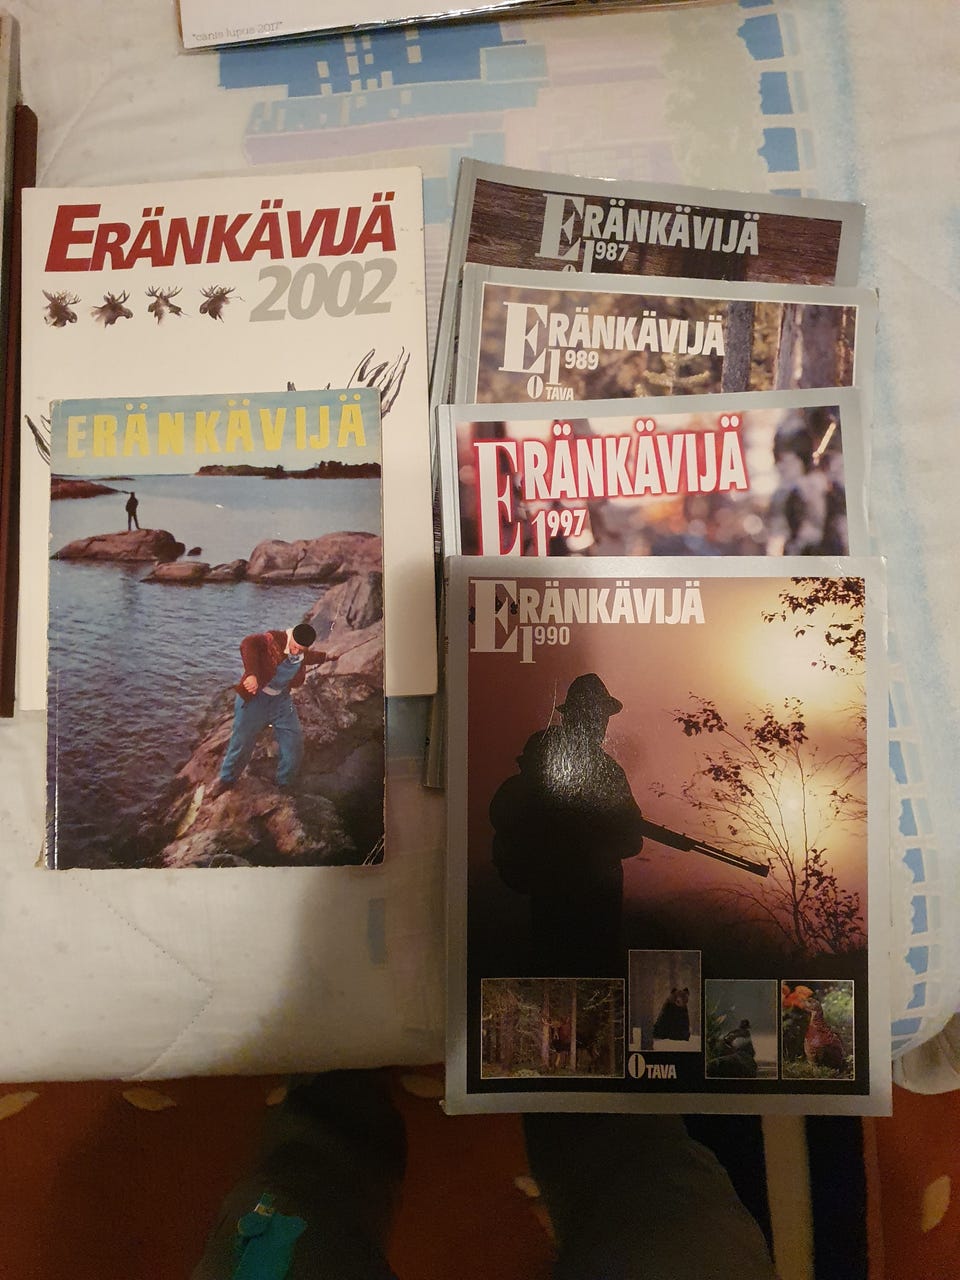 "canis lupus 2017"
ERÄNKÄVIJÄ
2002
ERÄNKÄVIJÄ
ERÄNKÄVIJÄ
1987
O
ERÄNKÄVIJÄ
1989
OTAVA
ERÄNKÄVIJÄ
1997
ERÄNKÄVIJÄ
1990
OTAVA